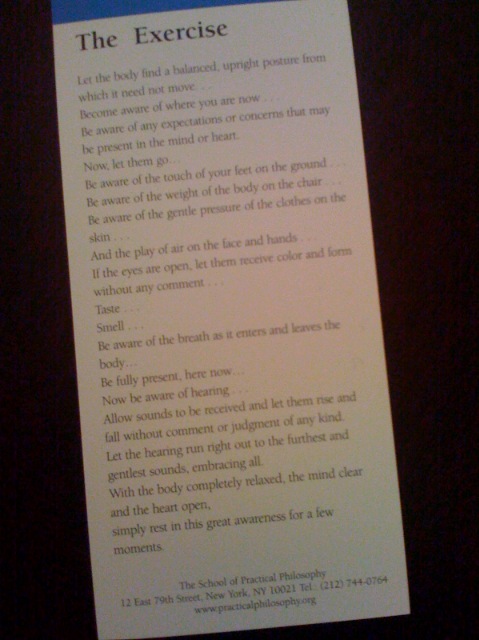 The Exercise
Let the body find a balanced, upright posture from
which it need not move. . .
Become aware of where you are now . . .
Be aware of any expectations or concerns that may
be present in the mind or heart.
Now, let them go. . .
Be aware of the touch of your feet on the ground . . .
Be aware of the weight of the body on the chair . . .
Be aware of the gentle pressure of the clothes on the
skin . . .
And the play of air on the face and hands . . .
If the eyes are open, let them receive color and form
without any comment . . .
Taste . . .
Smell . . .
Be aware of the breath as it enters and leaves the
body. . .
Be fully present, here now. . .
Now be aware of hearing . . .
Allow sounds to be received and let them rise and
fall without comment or judgment of any kind.
Let the hearing run right out to the furthest and
gentlest sounds, embracing all.
With the body completely relaxed, the mind clear
and the heart open,
simply rest in this great awareness for a few
moments.
The School of Practical Philosophy
12 East 79th Street, New York, NY 10021 Tel.: (212) 744-0764
www.practicalphilosophy.org